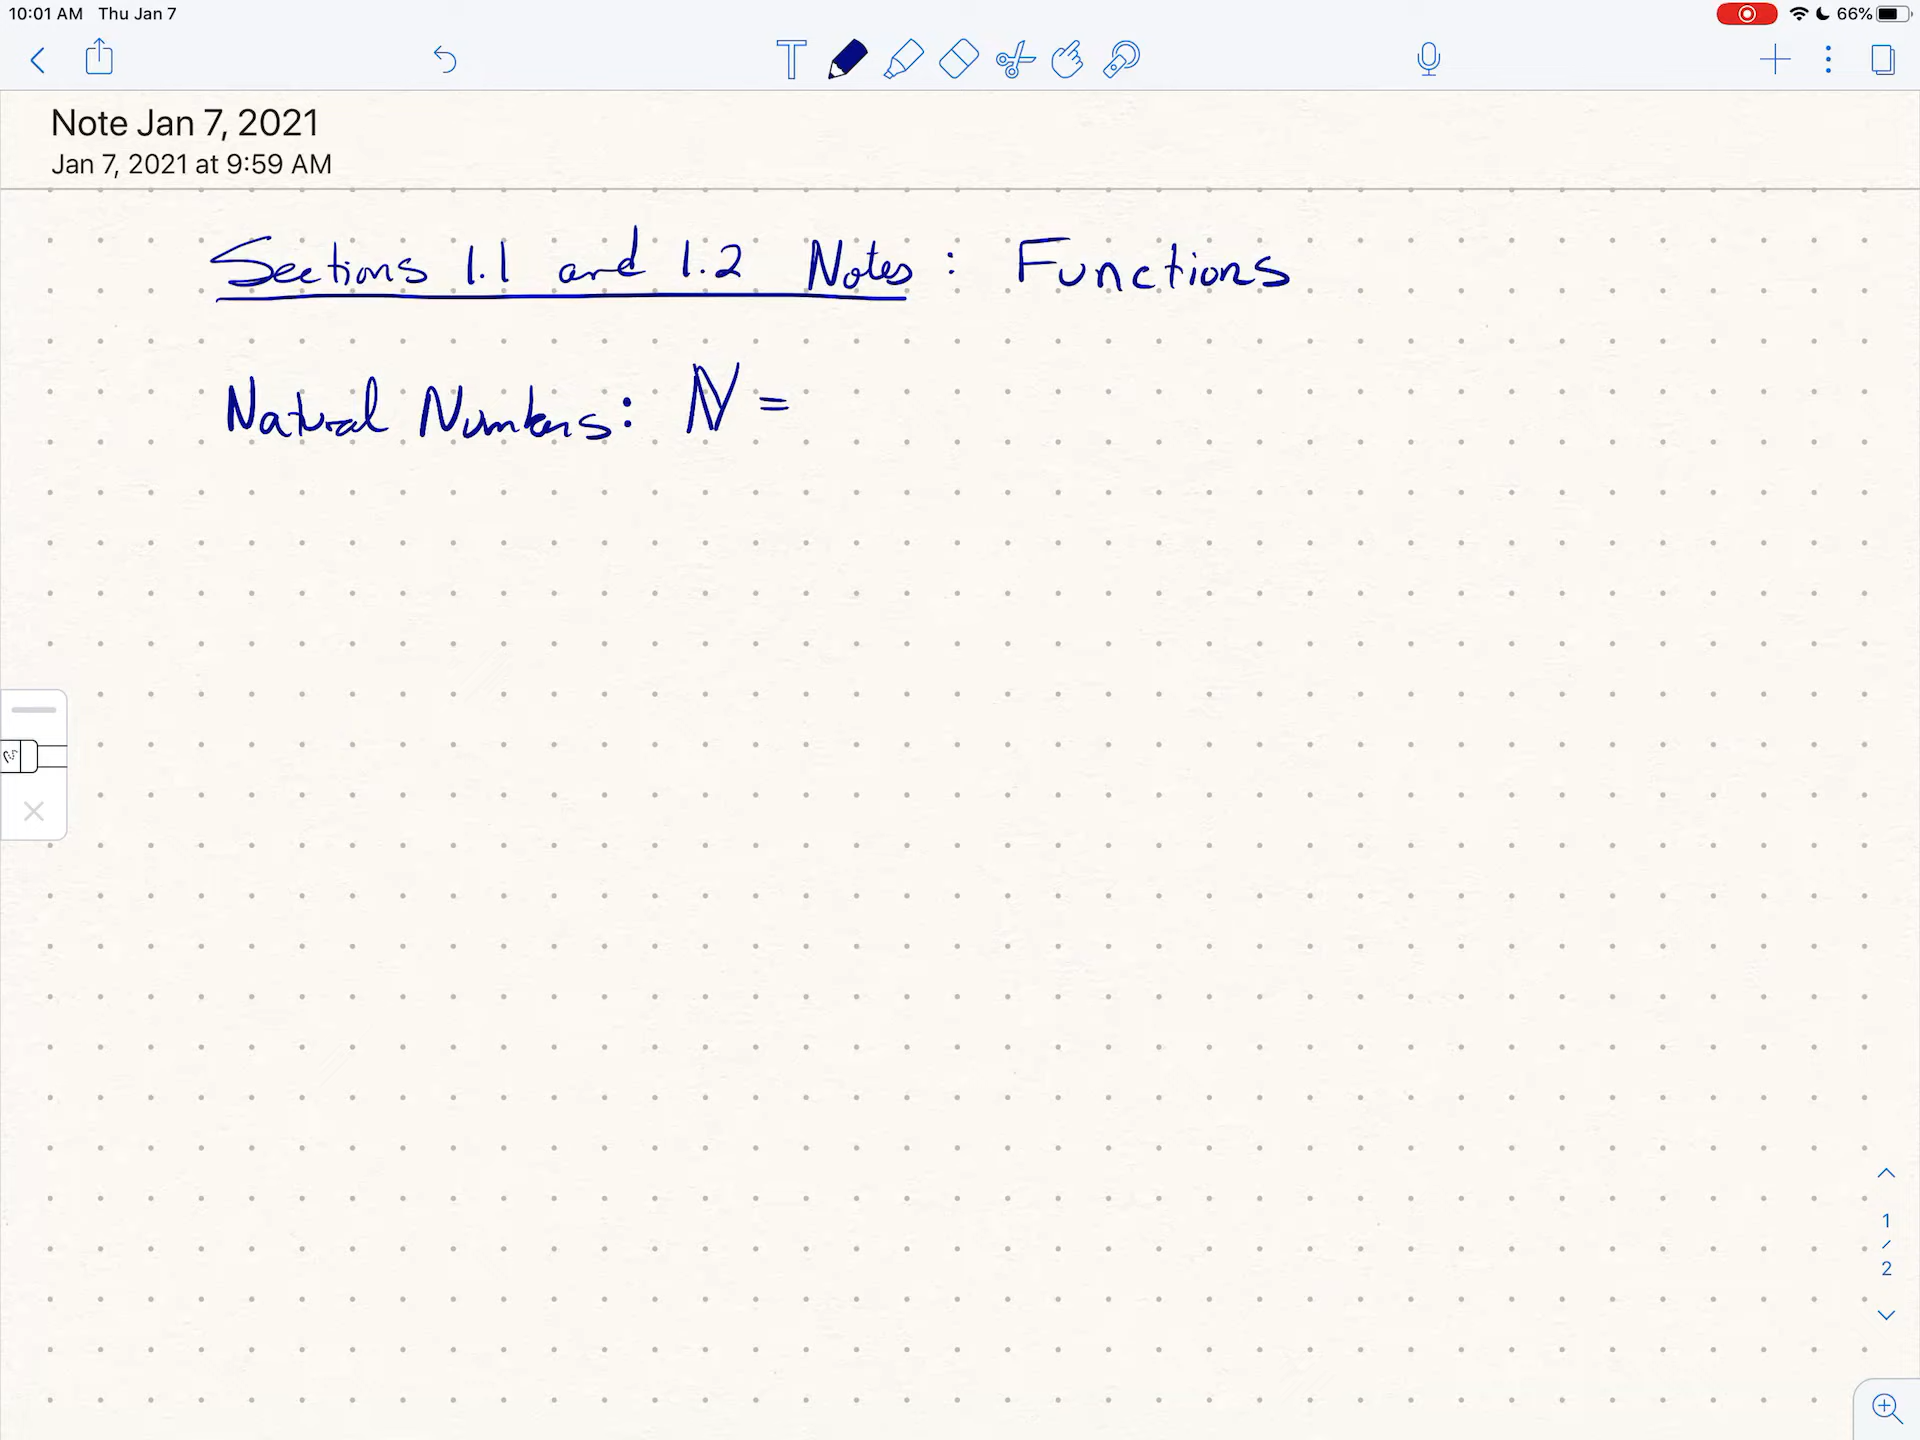 10:01 AM Thu Jan 7 66%
T
Note Jan 7, 2021
Jan 7, 2021 at 9:59 AM
Sections 1.1 and 1.2 Notes : Functions
Natural Numbers: ℕ =
1
/
2